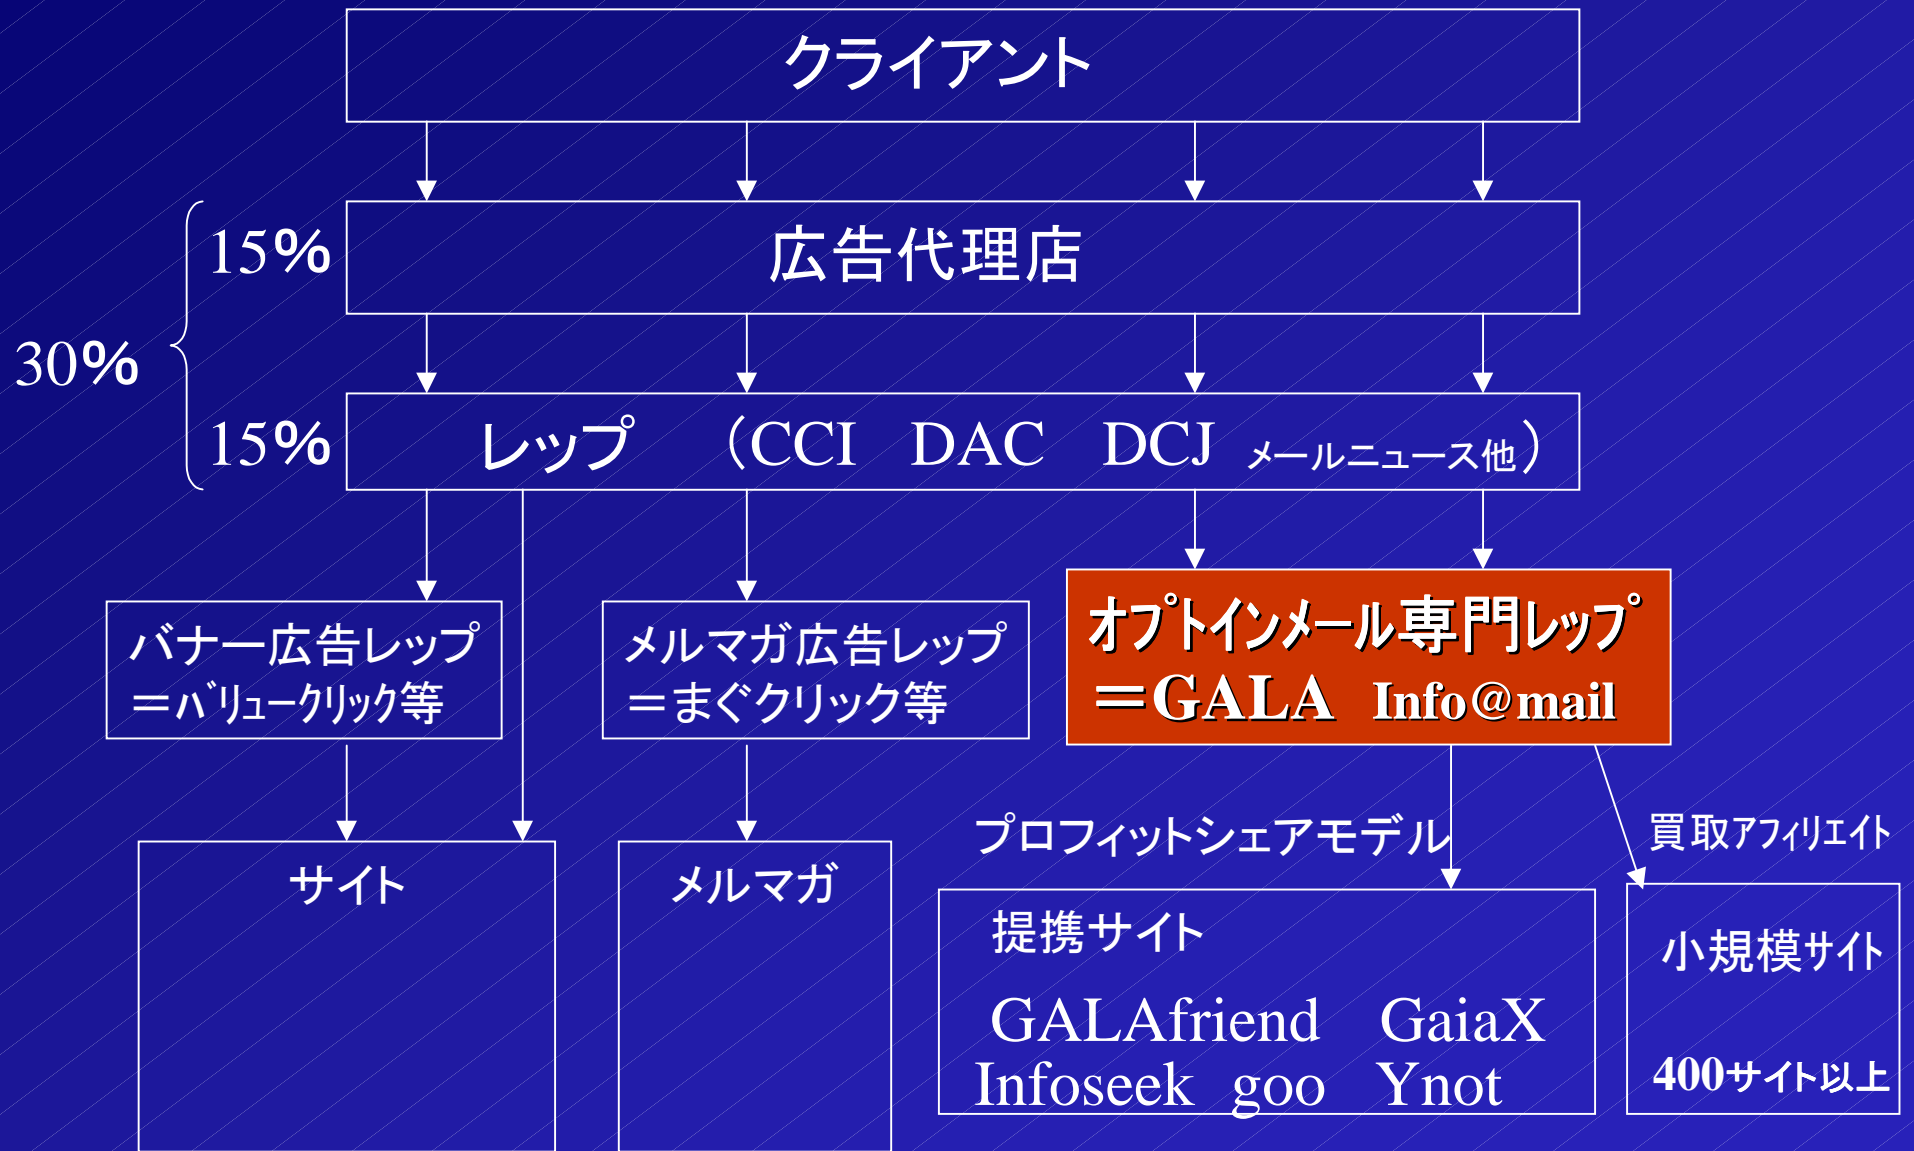 クライアント
15%
広告代理店
30%
15%
レップ （CCI DAC DCJ メールニュース他）
バナー広告レップ
＝バリュークリック等
メルマガ広告レップ
＝まぐクリック等
オプトインメール専門レップ
＝GALA Info@mail
プロフィットシェアモデル
買取アフィリエイト
サイト
メルマガ
提携サイト
GALAfriend GaiaX
Infoseek goo Ynot
小規模サイト
400サイト以上